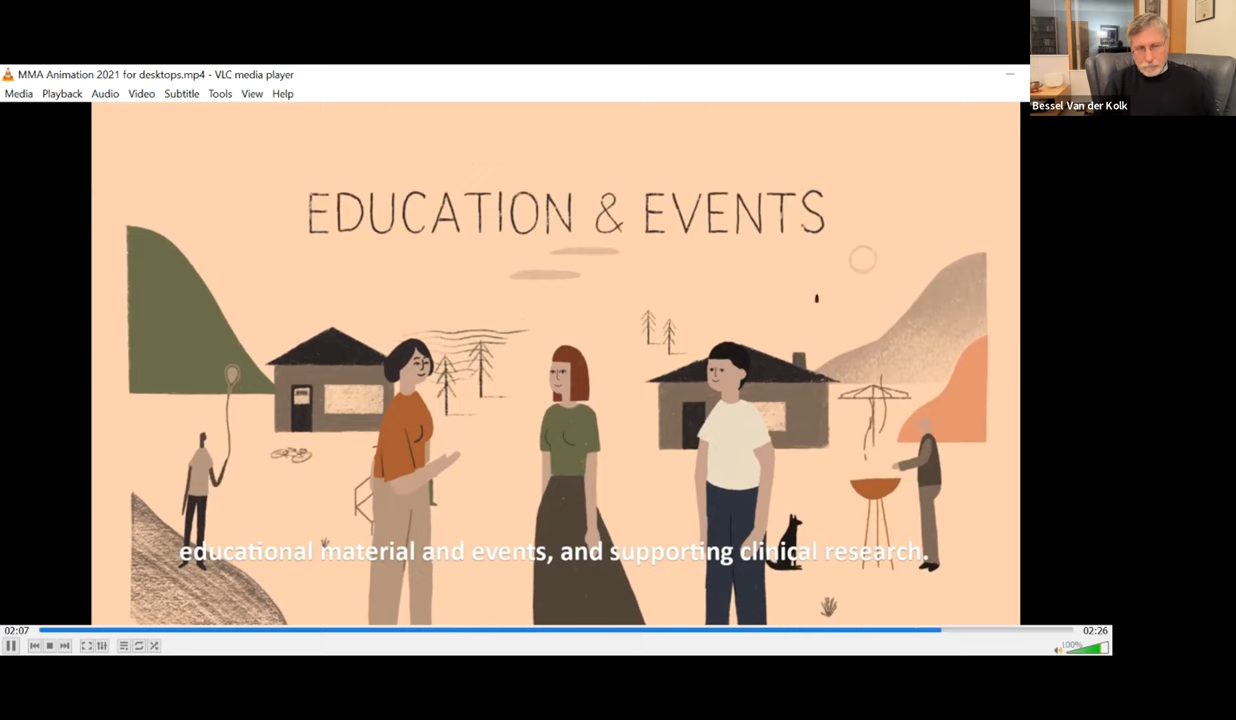 MMA Animation 2021 for desktops.mp4 - VLC media player
Media Playback Audio Video Subtitle Tools View Help
Bessel Van der Kolk
EDUCATION & EVENTS
educational material and events, and supporting clinical research.
02:07
02:26
100%